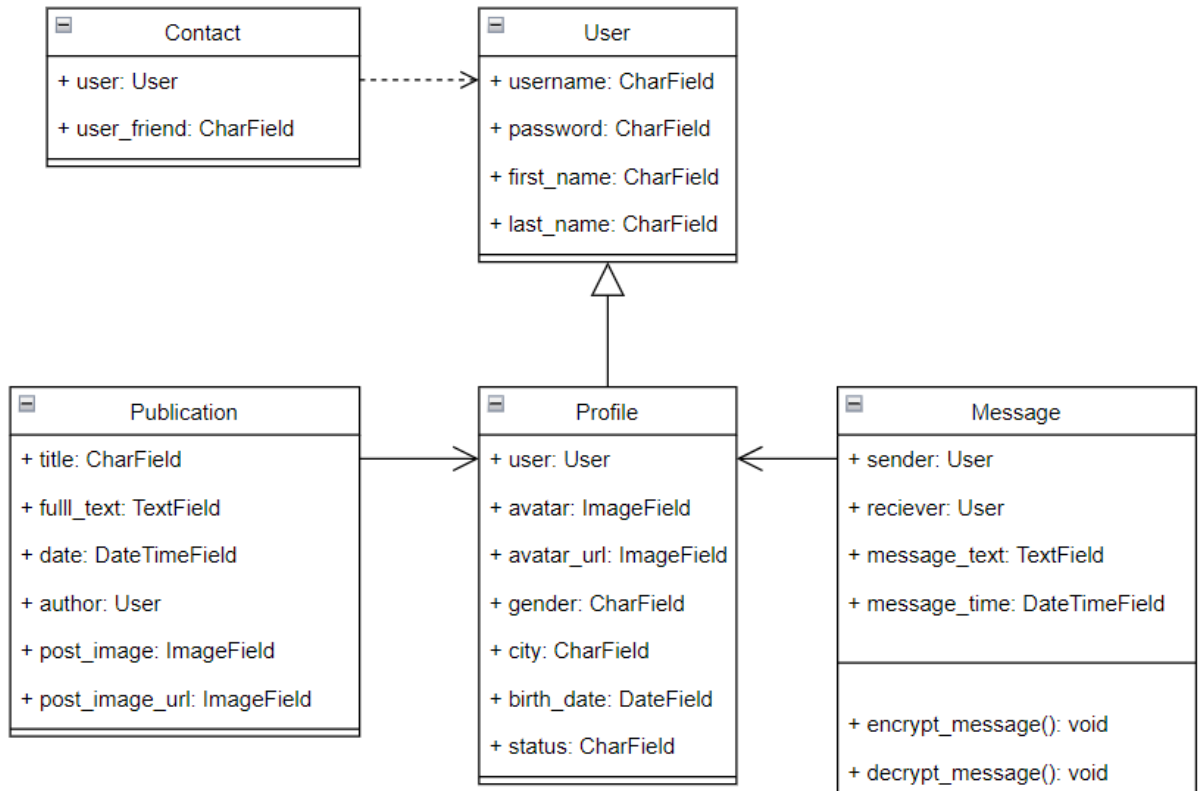 Contact
+ user: User
+ user_friend: CharField
User
+ username: CharField
+ password: CharField
+ first_name: CharField
+ last_name: CharField
Publication
+ title: CharField
+ fulll_text: TextField
+ date: DateTimeField
+ author: User
+ post_image: ImageField
+ post_image_url: ImageField
Profile
+ user: User
+ avatar: ImageField
+ avatar_url: ImageField
+ gender: CharField
+ city: CharField
+ birth_date: DateField
+ status: CharField
Message
+ sender: User
+ reciever: User
+ message_text: TextField
+ message_time: DateTimeField
+ encrypt_message(): void
+ decrypt_message(): void